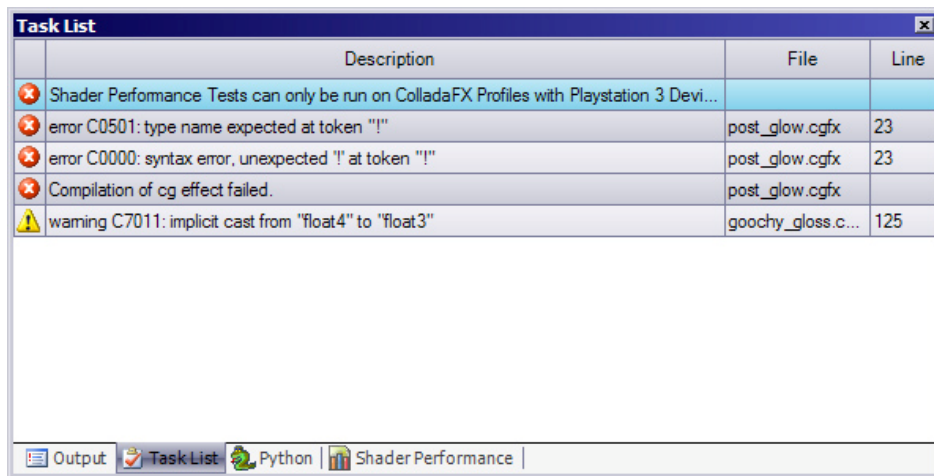 Task List
Description File Line
Shader Performance Tests can only be run on ColladaFX Profiles with Playstation 3 Devi...
error C0501: type name expected at token "!" post_glow.cgfx 23
error C0000: syntax error, unexpected '!' at token "!" post_glow.cgfx 23
Compilation of cg effect failed. post_glow.cgfx
warning C7011: implicit cast from "float4" to "float3" goochy_gloss.c... 125
Output Task List Python Shader Performance